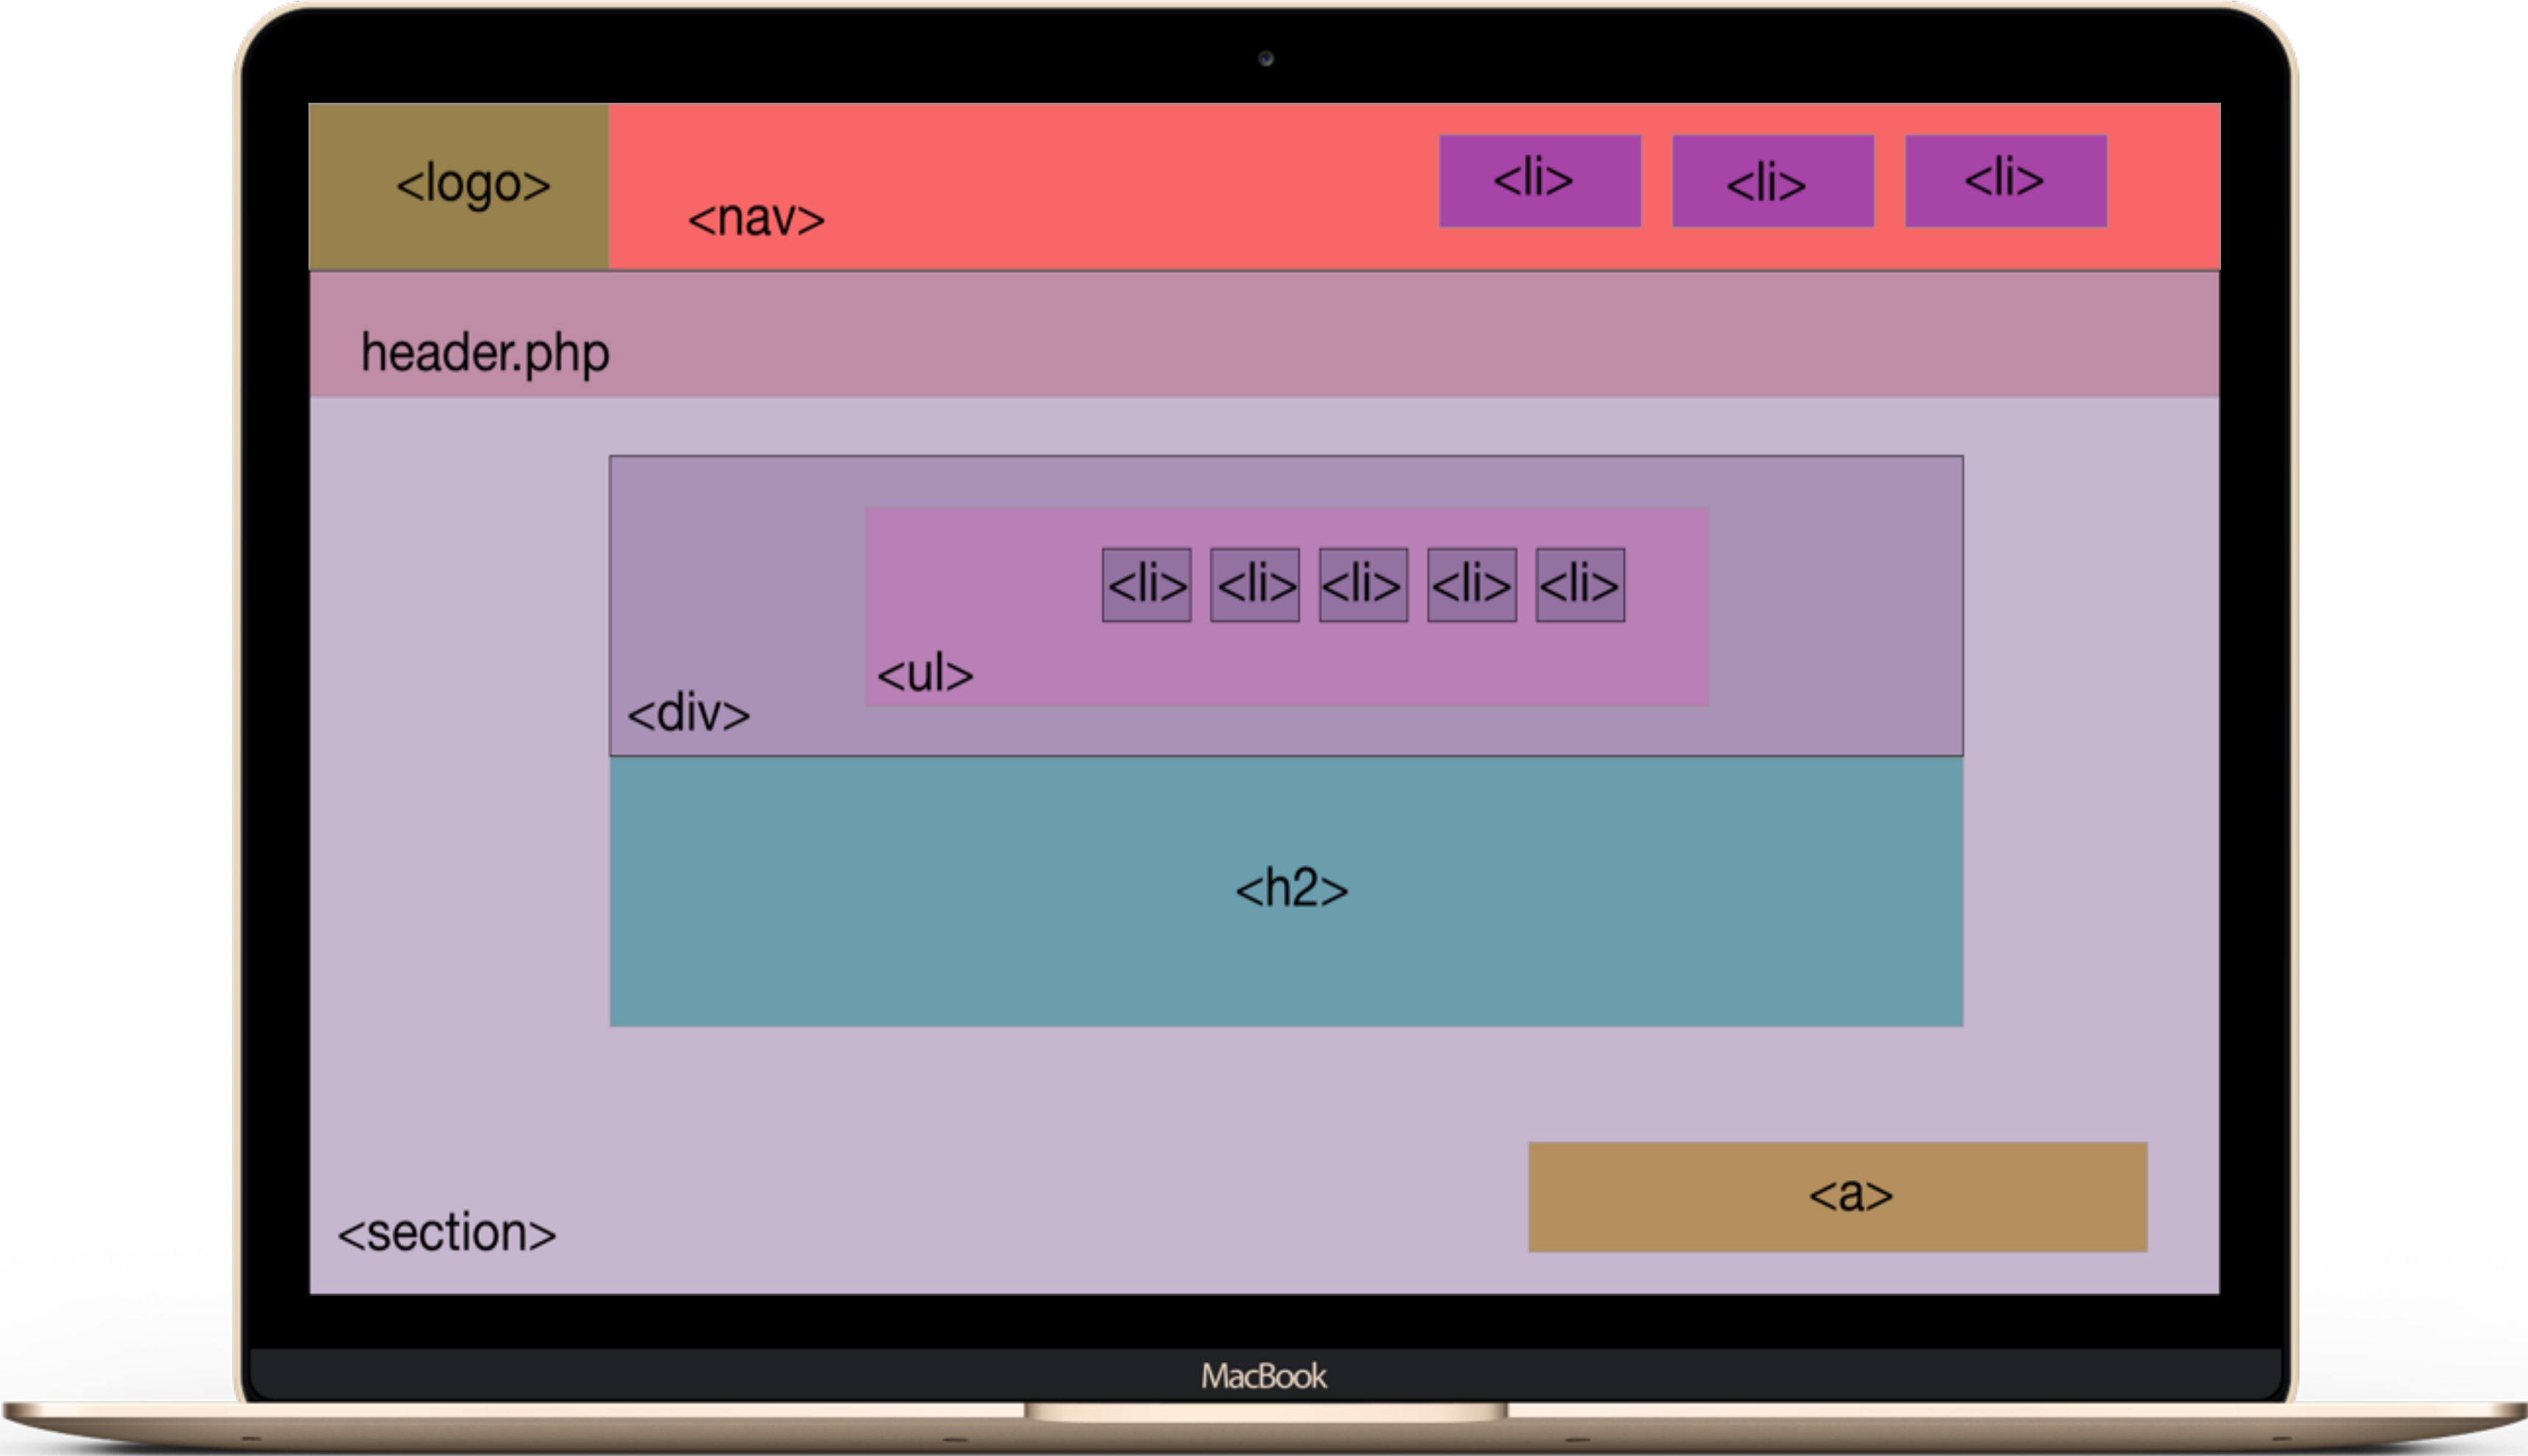 <logo>
<nav>
<li> <li> <li>
header.php
<li> <li> <li> <li> <li>
<ul>
<div>
<h2>
<a>
<section>
MacBook